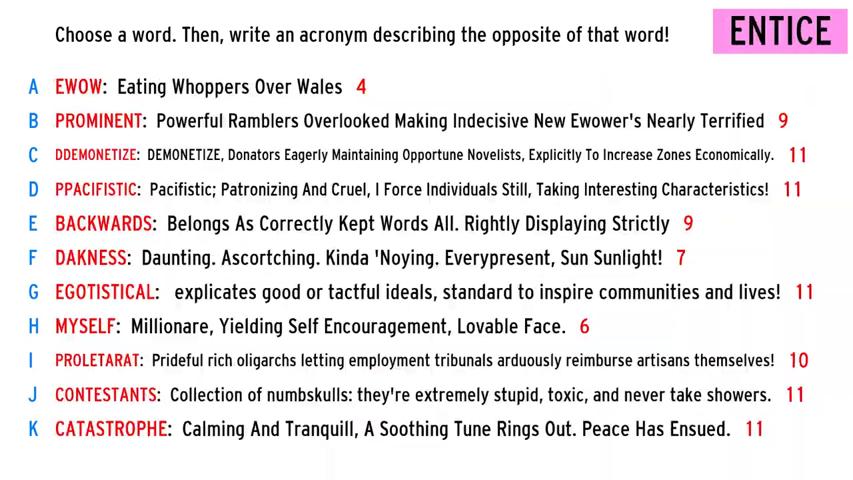 Choose a word. Then, write an acronym describing the opposite of that word!
ENTICE
A EWOW: Eating Whoppers Over Wales 4
B PROMINENT: Powerful Ramblers Overlooked Making Indecisive New Ewower's Nearly Terrified 9
C DDEMONETIZE: DEMONETIZE, Donators Eagerly Maintaining Opportune Novelists, Explicitly To Increase Zones Economically. 11
D PPACIFISTIC: Pacifistic; Patronizing And Cruel, I Force Individuals Still, Taking Interesting Characteristics! 11
E BACKWARDS: Belongs As Correctly Kept Words All. Rightly Displaying Strictly 9
F DAKNESS: Daunting. Ascortching. Kinda 'Noying. Everypresent, Sun Sunlight! 7
G EGOTISTICAL: explicates good or tactful ideals, standard to inspire communities and lives! 11
H MYSELF: Millionare, Yielding Self Encouragement, Lovable Face. 6
I PROLETARAT: Prideful rich oligarchs letting employment tribunals arduously reimburse artisans themselves! 10
J CONTESTANTS: Collection of numbskulls: they're extremely stupid, toxic, and never take showers. 11
K CATASTROPHE: Calming And Tranquill, A Soothing Tune Rings Out. Peace Has Ensued. 11